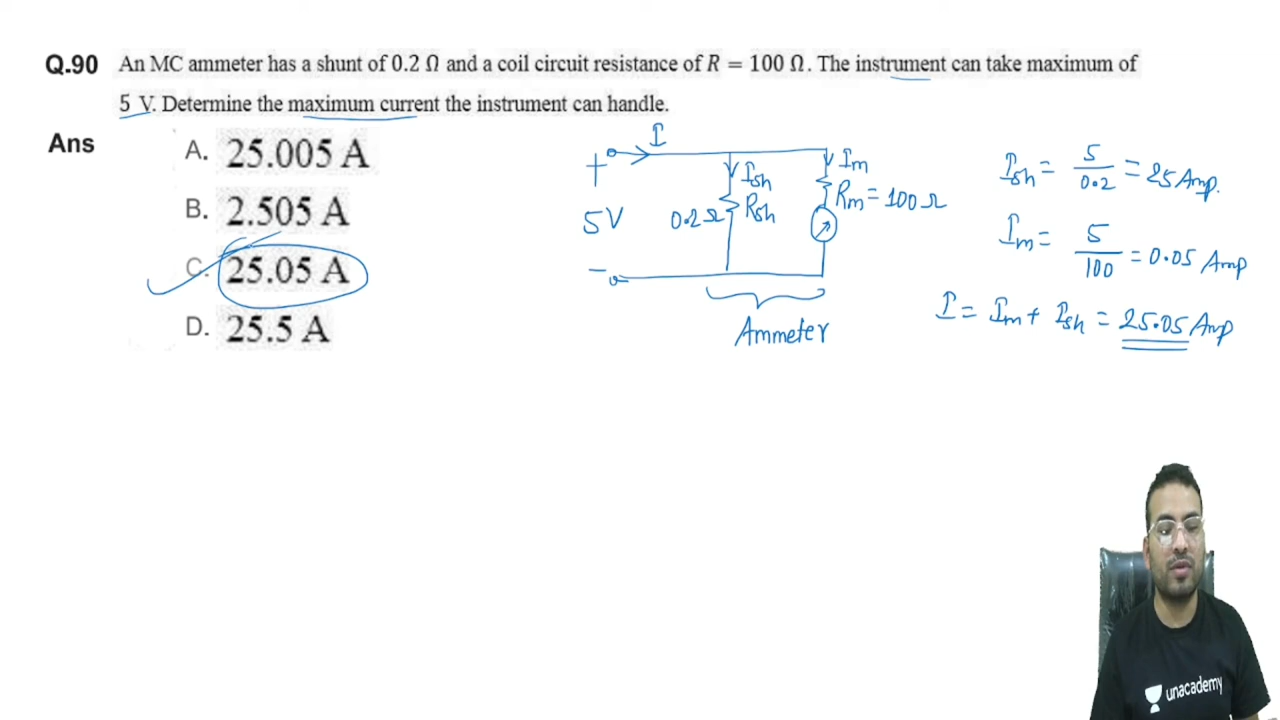 Q.90 An MC ammeter has a shunt of 0.2 Ω and a coil circuit resistance of R = 100 Ω. The instrument can take maximum of
5 V. Determine the maximum current the instrument can handle.
Ans
A. 25.005 A
B. 2.505 A
C. 25.05 A
D. 25.5 A
I
+
5V
−
Ish
0.2Ω Rsh
Im
Rm = 100Ω
Ammeter
Ish = 5/0.2 = 25 Amp.
Im = 5/100 = 0.05 Amp
I = Im + Ish = 25.05 Amp
unacademy